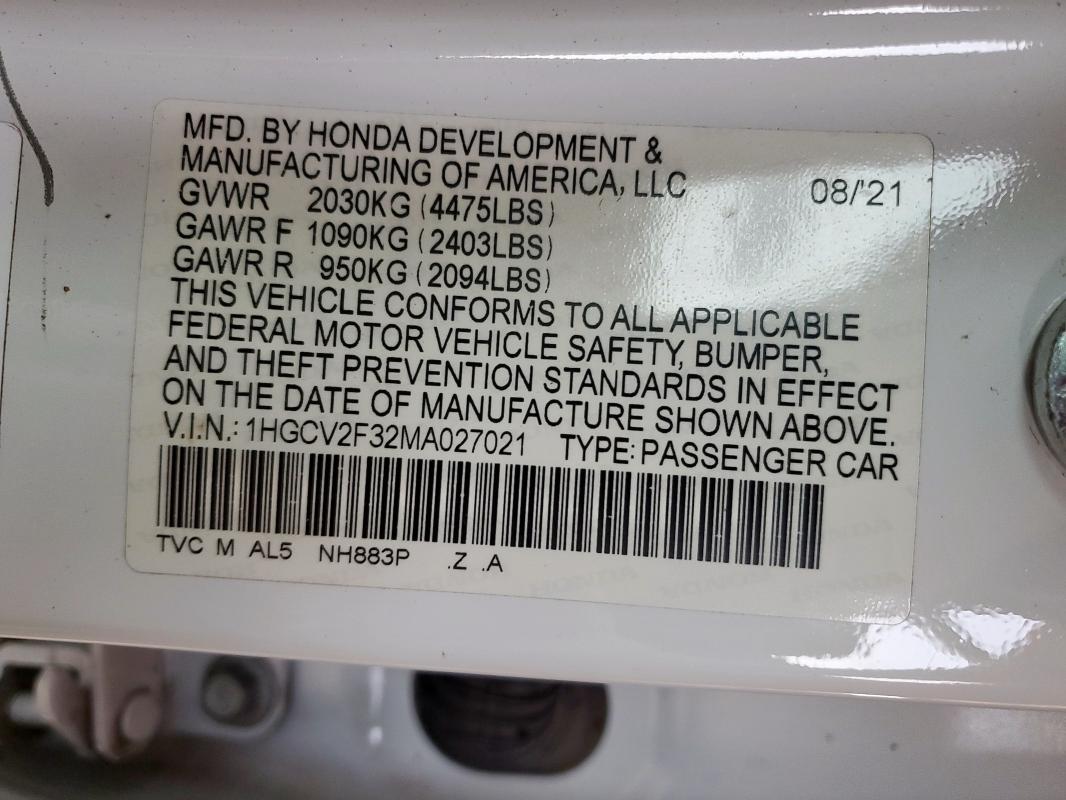 MFD. BY HONDA DEVELOPMENT &
MANUFACTURING OF AMERICA, LLC 08/'21
GVWR 2030KG (4475LBS)
GAWR F 1090KG (2403LBS)
GAWR R 950KG (2094LBS)
THIS VEHICLE CONFORMS TO ALL APPLICABLE
FEDERAL MOTOR VEHICLE SAFETY, BUMPER,
AND THEFT PREVENTION STANDARDS IN EFFECT
ON THE DATE OF MANUFACTURE SHOWN ABOVE.
V.I.N.: 1HGCV2F32MA027021 TYPE: PASSENGER CAR
TVC M AL5 NH883P .Z .A